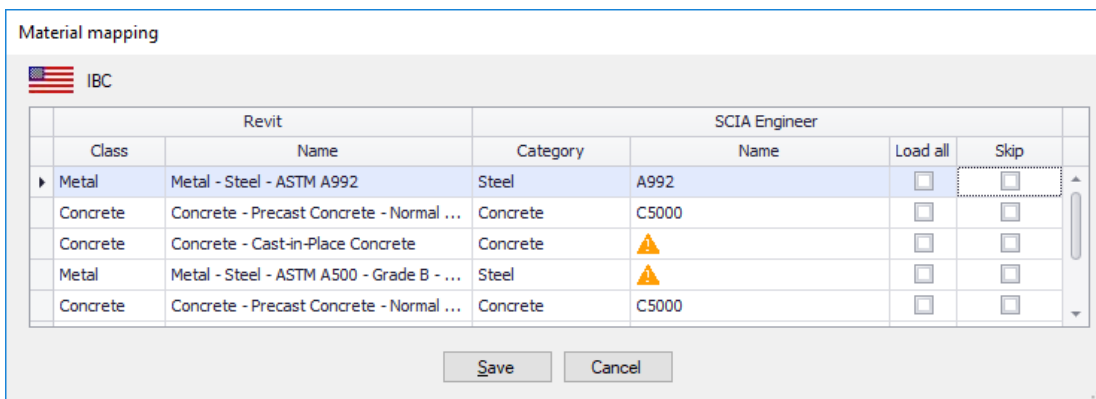 Material mapping
IBC
Revit SCIA Engineer
Class Name Category Name Load all Skip
Metal Metal - Steel - ASTM A992 Steel A992
Concrete Concrete - Precast Concrete - Normal ... Concrete C5000
Concrete Concrete - Cast-in-Place Concrete Concrete
Metal Metal - Steel - ASTM A500 - Grade B - ... Steel
Concrete Concrete - Precast Concrete - Normal ... Concrete C5000
Save Cancel